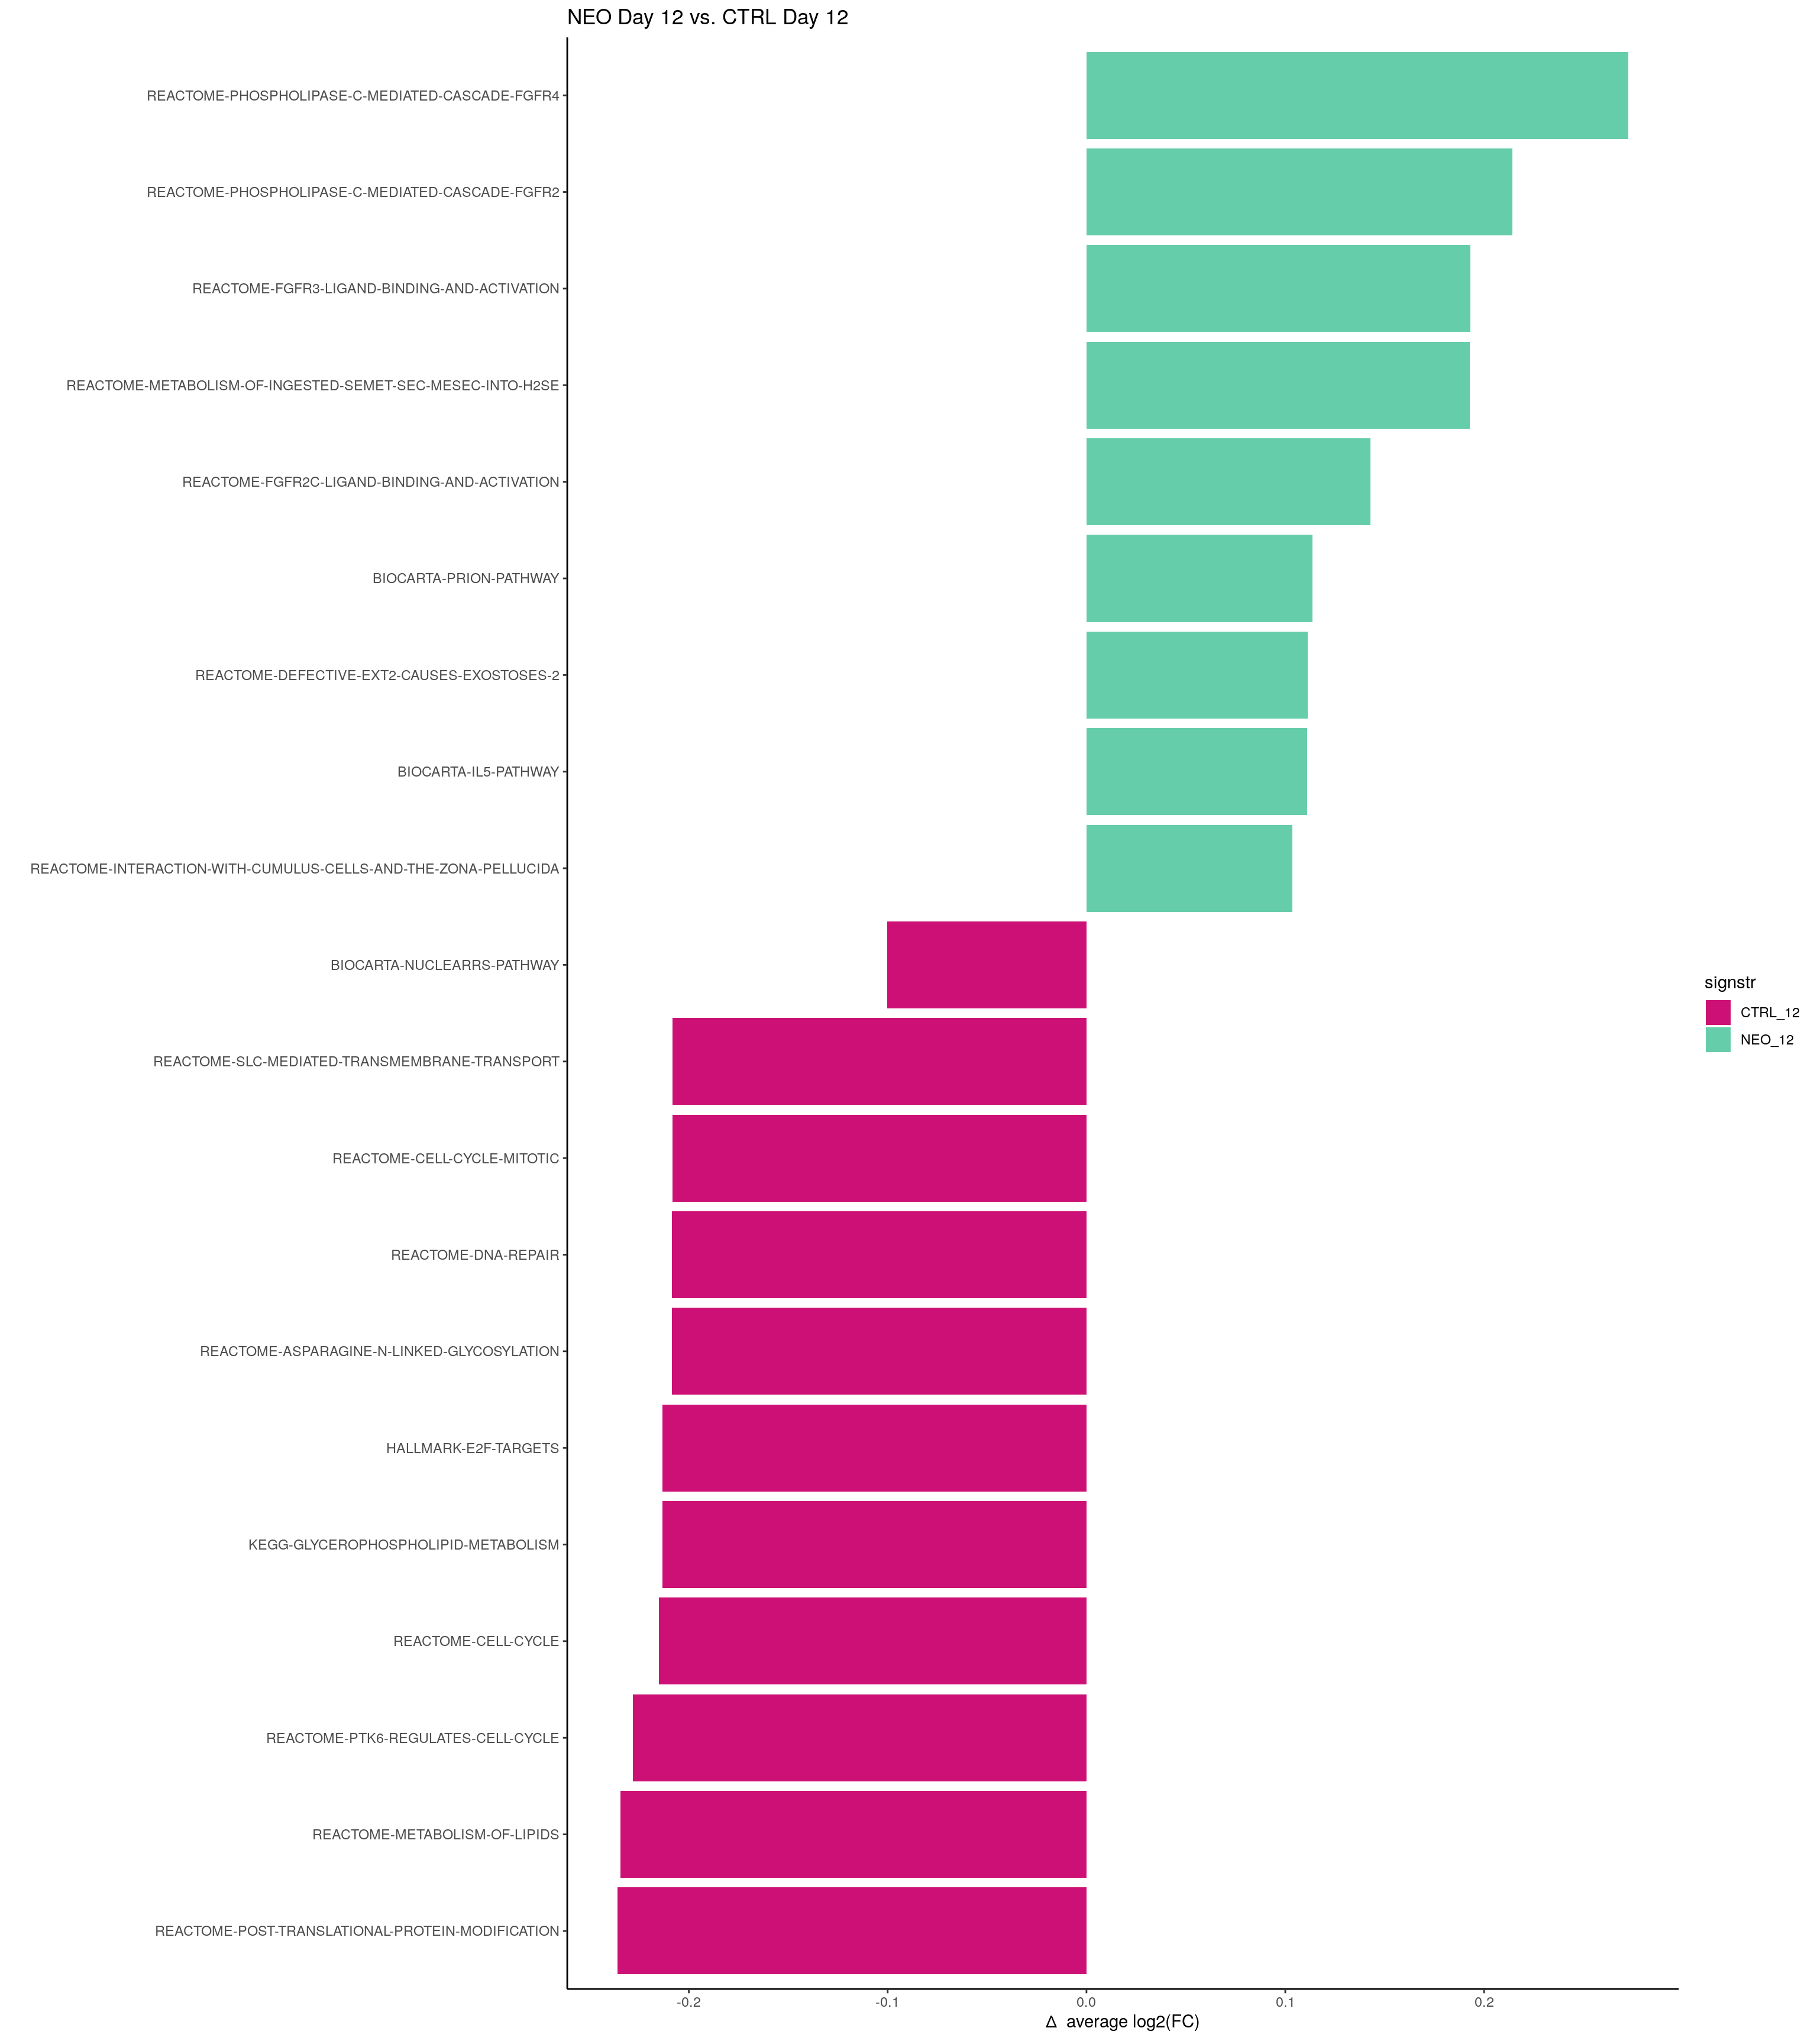 NEO Day 12 vs. CTRL Day 12
REACTOME-PHOSPHOLIPASE-C-MEDIATED-CASCADE-FGFR4
REACTOME-PHOSPHOLIPASE-C-MEDIATED-CASCADE-FGFR2
REACTOME-FGFR3-LIGAND-BINDING-AND-ACTIVATION
REACTOME-METABOLISM-OF-INGESTED-SEMET-SEC-MESEC-INTO-H2SE
REACTOME-FGFR2C-LIGAND-BINDING-AND-ACTIVATION
BIOCARTA-PRION-PATHWAY
REACTOME-DEFECTIVE-EXT2-CAUSES-EXOSTOSES-2
BIOCARTA-IL5-PATHWAY
REACTOME-INTERACTION-WITH-CUMULUS-CELLS-AND-THE-ZONA-PELLUCIDA
BIOCARTA-NUCLEARRS-PATHWAY
REACTOME-SLC-MEDIATED-TRANSMEMBRANE-TRANSPORT
REACTOME-CELL-CYCLE-MITOTIC
REACTOME-DNA-REPAIR
REACTOME-ASPARAGINE-N-LINKED-GLYCOSYLATION
HALLMARK-E2F-TARGETS
KEGG-GLYCEROPHOSPHOLIPID-METABOLISM
REACTOME-CELL-CYCLE
REACTOME-PTK6-REGULATES-CELL-CYCLE
REACTOME-METABOLISM-OF-LIPIDS
REACTOME-POST-TRANSLATIONAL-PROTEIN-MODIFICATION
-0.2 -0.1 0.0 0.1 0.2
Δ average log2(FC)
signstr
CTRL_12
NEO_12